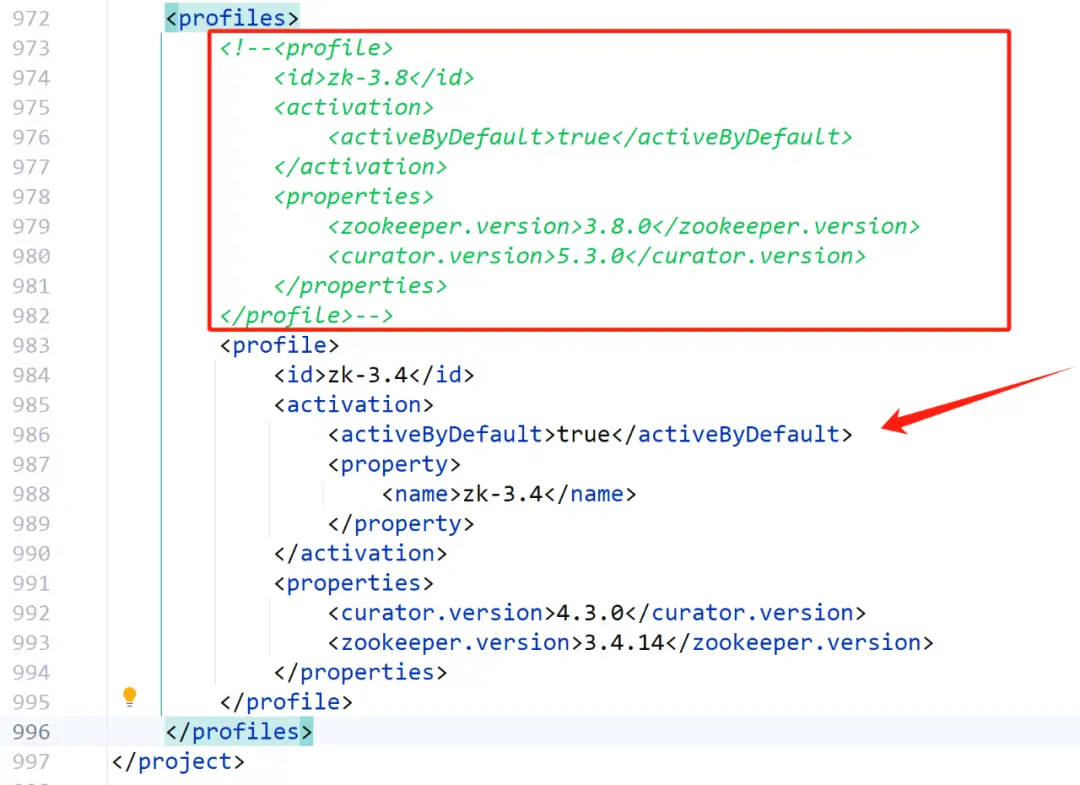 972 <profiles>
973 <!--<profile>
974 <id>zk-3.8</id>
975 <activation>
976 <activeByDefault>true</activeByDefault>
977 </activation>
978 <properties>
979 <zookeeper.version>3.8.0</zookeeper.version>
980 <curator.version>5.3.0</curator.version>
981 </properties>
982 </profile>-->
983 <profile>
984 <id>zk-3.4</id>
985 <activation>
986 <activeByDefault>true</activeByDefault>
987 <property>
988 <name>zk-3.4</name>
989 </property>
990 </activation>
991 <properties>
992 <curator.version>4.3.0</curator.version>
993 <zookeeper.version>3.4.14</zookeeper.version>
994 </properties>
995 </profile>
996 </profiles>
997 </project>